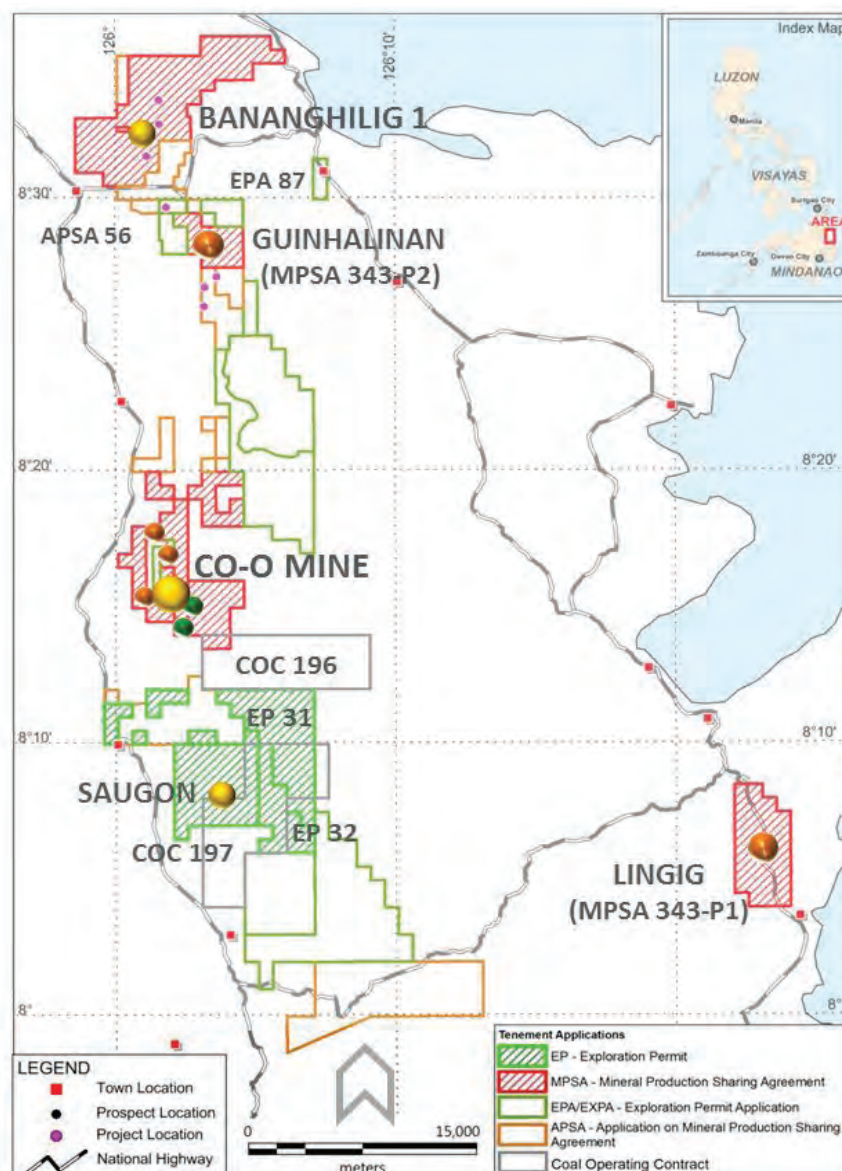 126°
126°10'
Index Map
LUZON
Manila
VISAYAS
Surigao City
AREA
Zamboanga City
Davao City
MINDANAO
BANANGHILIG 1
EPA 87
8°30'
APSA 56
GUINHALINAN
(MPSA 343-P2)
8°20'
8°20'
CO-O MINE
COC 196
EP 31
8°10'
8°10'
SAUGON
EP 32
COC 197
LINGIG
(MPSA 343-P1)
8°
8°
LEGEND
Town Location
Prospect Location
Project Location
National Highway
0
15,000
meters
Tenement Applications
EP - Exploration Permit
MPSA - Mineral Production Sharing Agreement
EPA/EXPA - Exploration Permit Application
APSA - Application on Mineral Production Sharing
Agreement
Coal Operating Contract